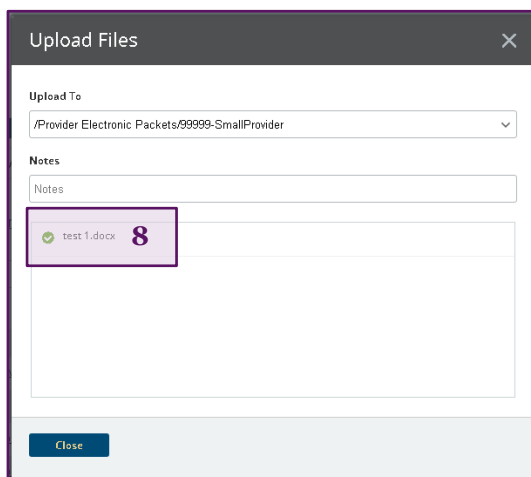 Upload Files
Upload To
/Provider Electronic Packets/99999-SmallProvider
Notes
Notes
test 1.docx 8
Close